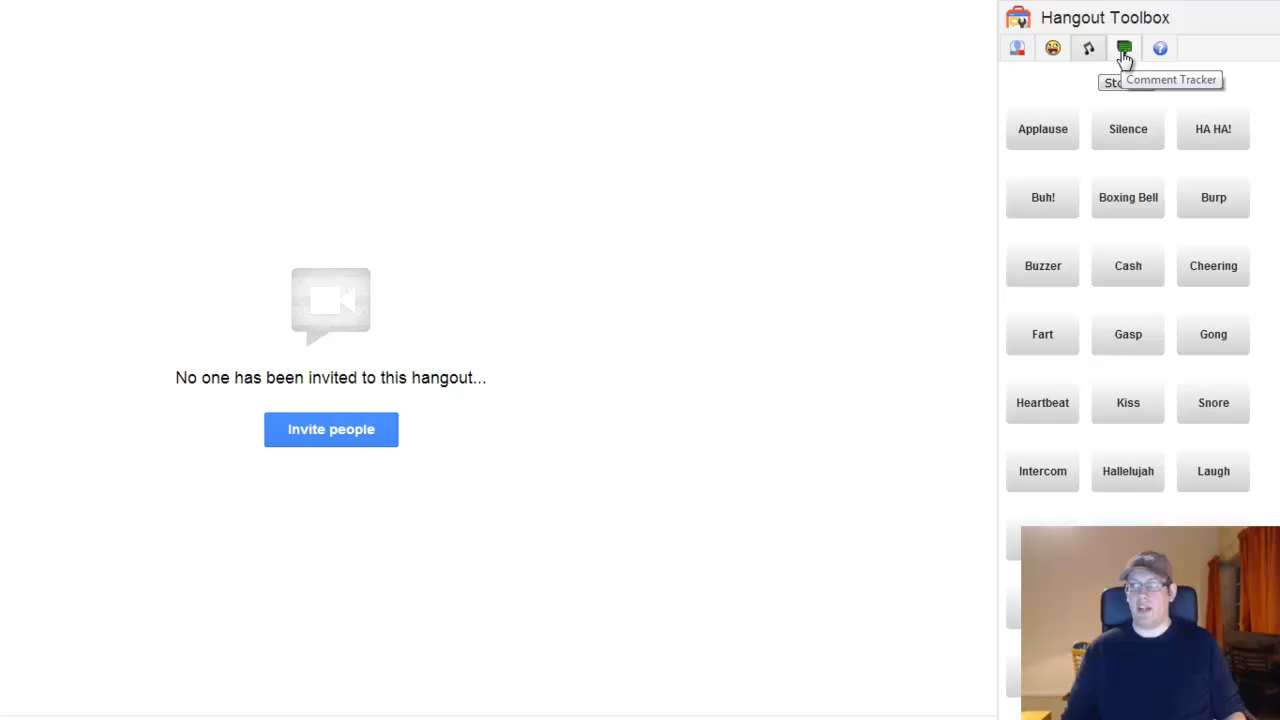 Hangout Toolbox
Comment Tracker
Applause Silence HA HA!
Buh! Boxing Bell Burp
Buzzer Cash Cheering
Fart Gasp Gong
No one has been invited to this hangout...
Heartbeat Kiss Snore
Invite people
Intercom Hallelujah Laugh